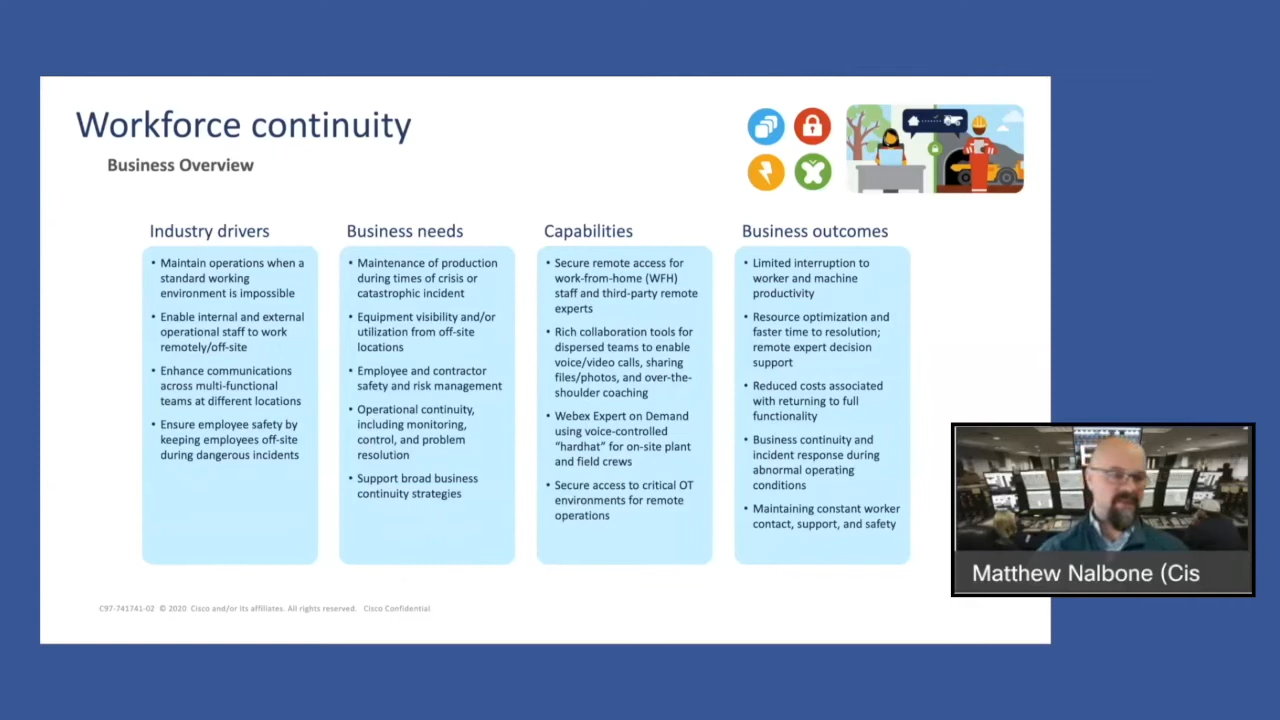 Workforce continuity
Business Overview
Industry drivers
• Maintain operations when a
standard working
environment is impossible
• Enable internal and external
operational staff to work
remotely/off-site
• Enhance communications
across multi-functional
teams at different locations
• Ensure employee safety by
keeping employees off-site
during dangerous incidents
Business needs
• Maintenance of production
during times of crisis or
catastrophic incident
• Equipment visibility and/or
utilization from off-site
locations
• Employee and contractor
safety and risk management
• Operational continuity,
including monitoring,
control, and problem
resolution
• Support broad business
continuity strategies
Capabilities
• Secure remote access for
work-from-home (WFH)
staff and third-party remote
experts
• Rich collaboration tools for
dispersed teams to enable
voice/video calls, sharing
files/photos, and over-the-
shoulder coaching
• Webex Expert on Demand
using voice-controlled
“hardhat” for on-site plant
and field crews
• Secure access to critical OT
environments for remote
operations
Business outcomes
• Limited interruption to
worker and machine
productivity
• Resource optimization and
faster time to resolution;
remote expert decision
support
• Reduced costs associated
with returning to full
functionality
• Business continuity and
incident response during
abnormal operating
conditions
• Maintaining constant worker
contact, support, and safety
Matthew Nalbone (Cis
C97-741741-02 © 2020 Cisco and/or its affiliates. All rights reserved. Cisco Confidential